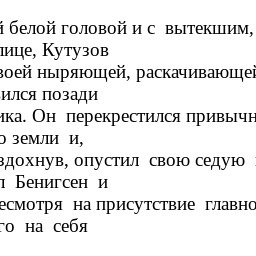 й белой головой и с вытекшим,
лице, Кутузов
воей ныряющей, раскачивающей
вился позади
ика. Он перекрестился привычн
о земли и,
здохнув, опустил свою седую
л Бенигсен и
есмотря на присутствие главно
го на себя